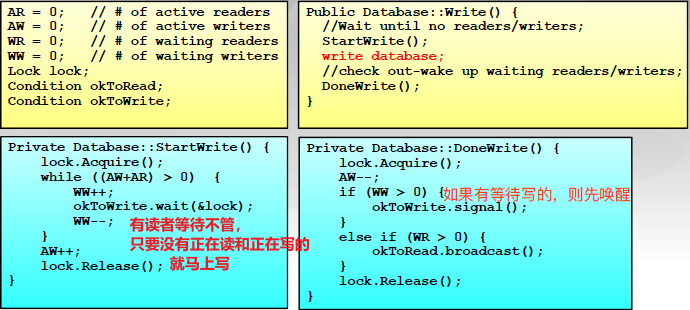 AR = 0;   // # of active readers
AW = 0;   // # of active writers
WR = 0;   // # of waiting readers
WW = 0;   // # of waiting writers
Lock lock;
Condition okToRead;
Condition okToWrite;
Public Database::Write() {
  //Wait until no readers/writers;
  StartWrite();
  write database;
  //check out-wake up waiting readers/writers;
  DoneWrite();
}
Private Database::StartWrite() {
    lock.Acquire();
    while ((AW+AR) > 0) {
        WW++;
        okToWrite.wait(&lock);
        WW--;
    }
    AW++;
    lock.Release();
}
有读者等待不管，
只要没有正在读和正在写的
就马上写
Private Database::DoneWrite() {
    lock.Acquire();
    AW--;
    if (WW > 0) { 如果有等待写的，则先唤醒
        okToWrite.signal();
    }
    else if (WR > 0) {
        okToRead.broadcast();
    }
    lock.Release();
}